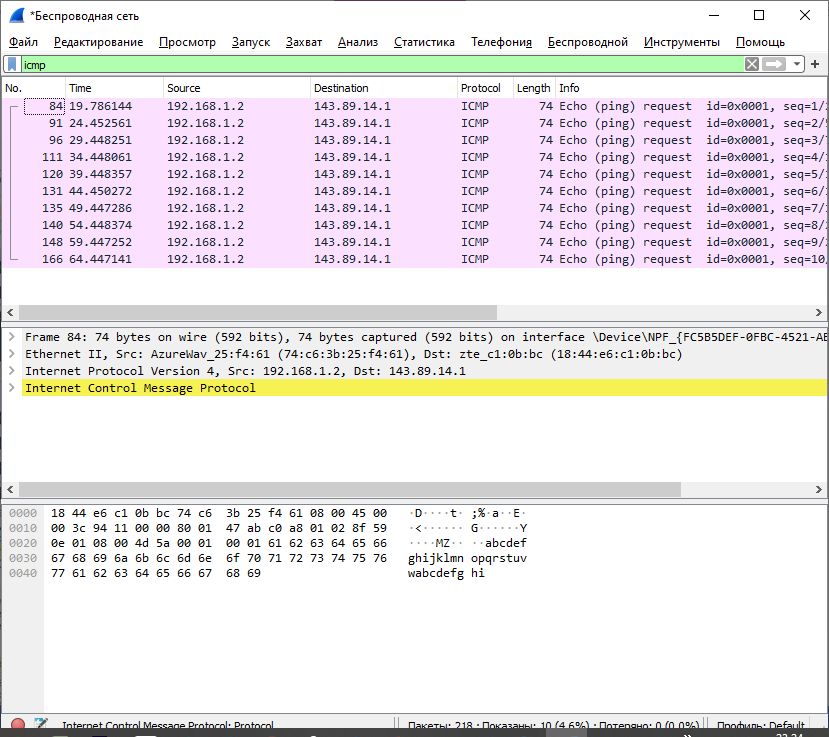 *Беспроводная сеть
Файл Редактирование Просмотр Запуск Захват Анализ Статистика Телефония Беспроводной Инструменты Помощь
icmp
No. Time Source Destination Protocol Length Info
84 19.786144 192.168.1.2 143.89.14.1 ICMP 74 Echo (ping) request id=0x0001, seq=1/
91 24.452561 192.168.1.2 143.89.14.1 ICMP 74 Echo (ping) request id=0x0001, seq=2/
96 29.448251 192.168.1.2 143.89.14.1 ICMP 74 Echo (ping) request id=0x0001, seq=3/
111 34.448061 192.168.1.2 143.89.14.1 ICMP 74 Echo (ping) request id=0x0001, seq=4/
120 39.448357 192.168.1.2 143.89.14.1 ICMP 74 Echo (ping) request id=0x0001, seq=5/
131 44.450272 192.168.1.2 143.89.14.1 ICMP 74 Echo (ping) request id=0x0001, seq=6/
135 49.447286 192.168.1.2 143.89.14.1 ICMP 74 Echo (ping) request id=0x0001, seq=7/
140 54.448374 192.168.1.2 143.89.14.1 ICMP 74 Echo (ping) request id=0x0001, seq=8/
148 59.447252 192.168.1.2 143.89.14.1 ICMP 74 Echo (ping) request id=0x0001, seq=9/
166 64.447141 192.168.1.2 143.89.14.1 ICMP 74 Echo (ping) request id=0x0001, seq=10/
Frame 84: 74 bytes on wire (592 bits), 74 bytes captured (592 bits) on interface \Device\NPF_{FC5B5DEF-0FBC-4521-AE
Ethernet II, Src: AzureWav_25:f4:61 (74:c6:3b:25:f4:61), Dst: zte_c1:0b:bc (18:44:e6:c1:0b:bc)
Internet Protocol Version 4, Src: 192.168.1.2, Dst: 143.89.14.1
Internet Control Message Protocol
0000 18 44 e6 c1 0b bc 74 c6 3b 25 f4 61 08 00 45 00 ·D····t· ;%·a··E·
0010 00 3c 94 11 00 00 80 01 47 ab c0 a8 01 02 8f 59 ·<······ G······Y
0020 0e 01 08 00 4d 5a 00 01 00 01 61 62 63 64 65 66 ····MZ·· ··abcdef
0030 67 68 69 6a 6b 6c 6d 6e 6f 70 71 72 73 74 75 76 ghijklmn opqrstuv
0040 77 61 62 63 64 65 66 67 68 69 wabcdefg hi
Internet Control Message Protocol: Protocol Пакеты: 218 · Показаны: 10 (4.6%) · Потеряно: 0 (0.0%) Профиль: Default